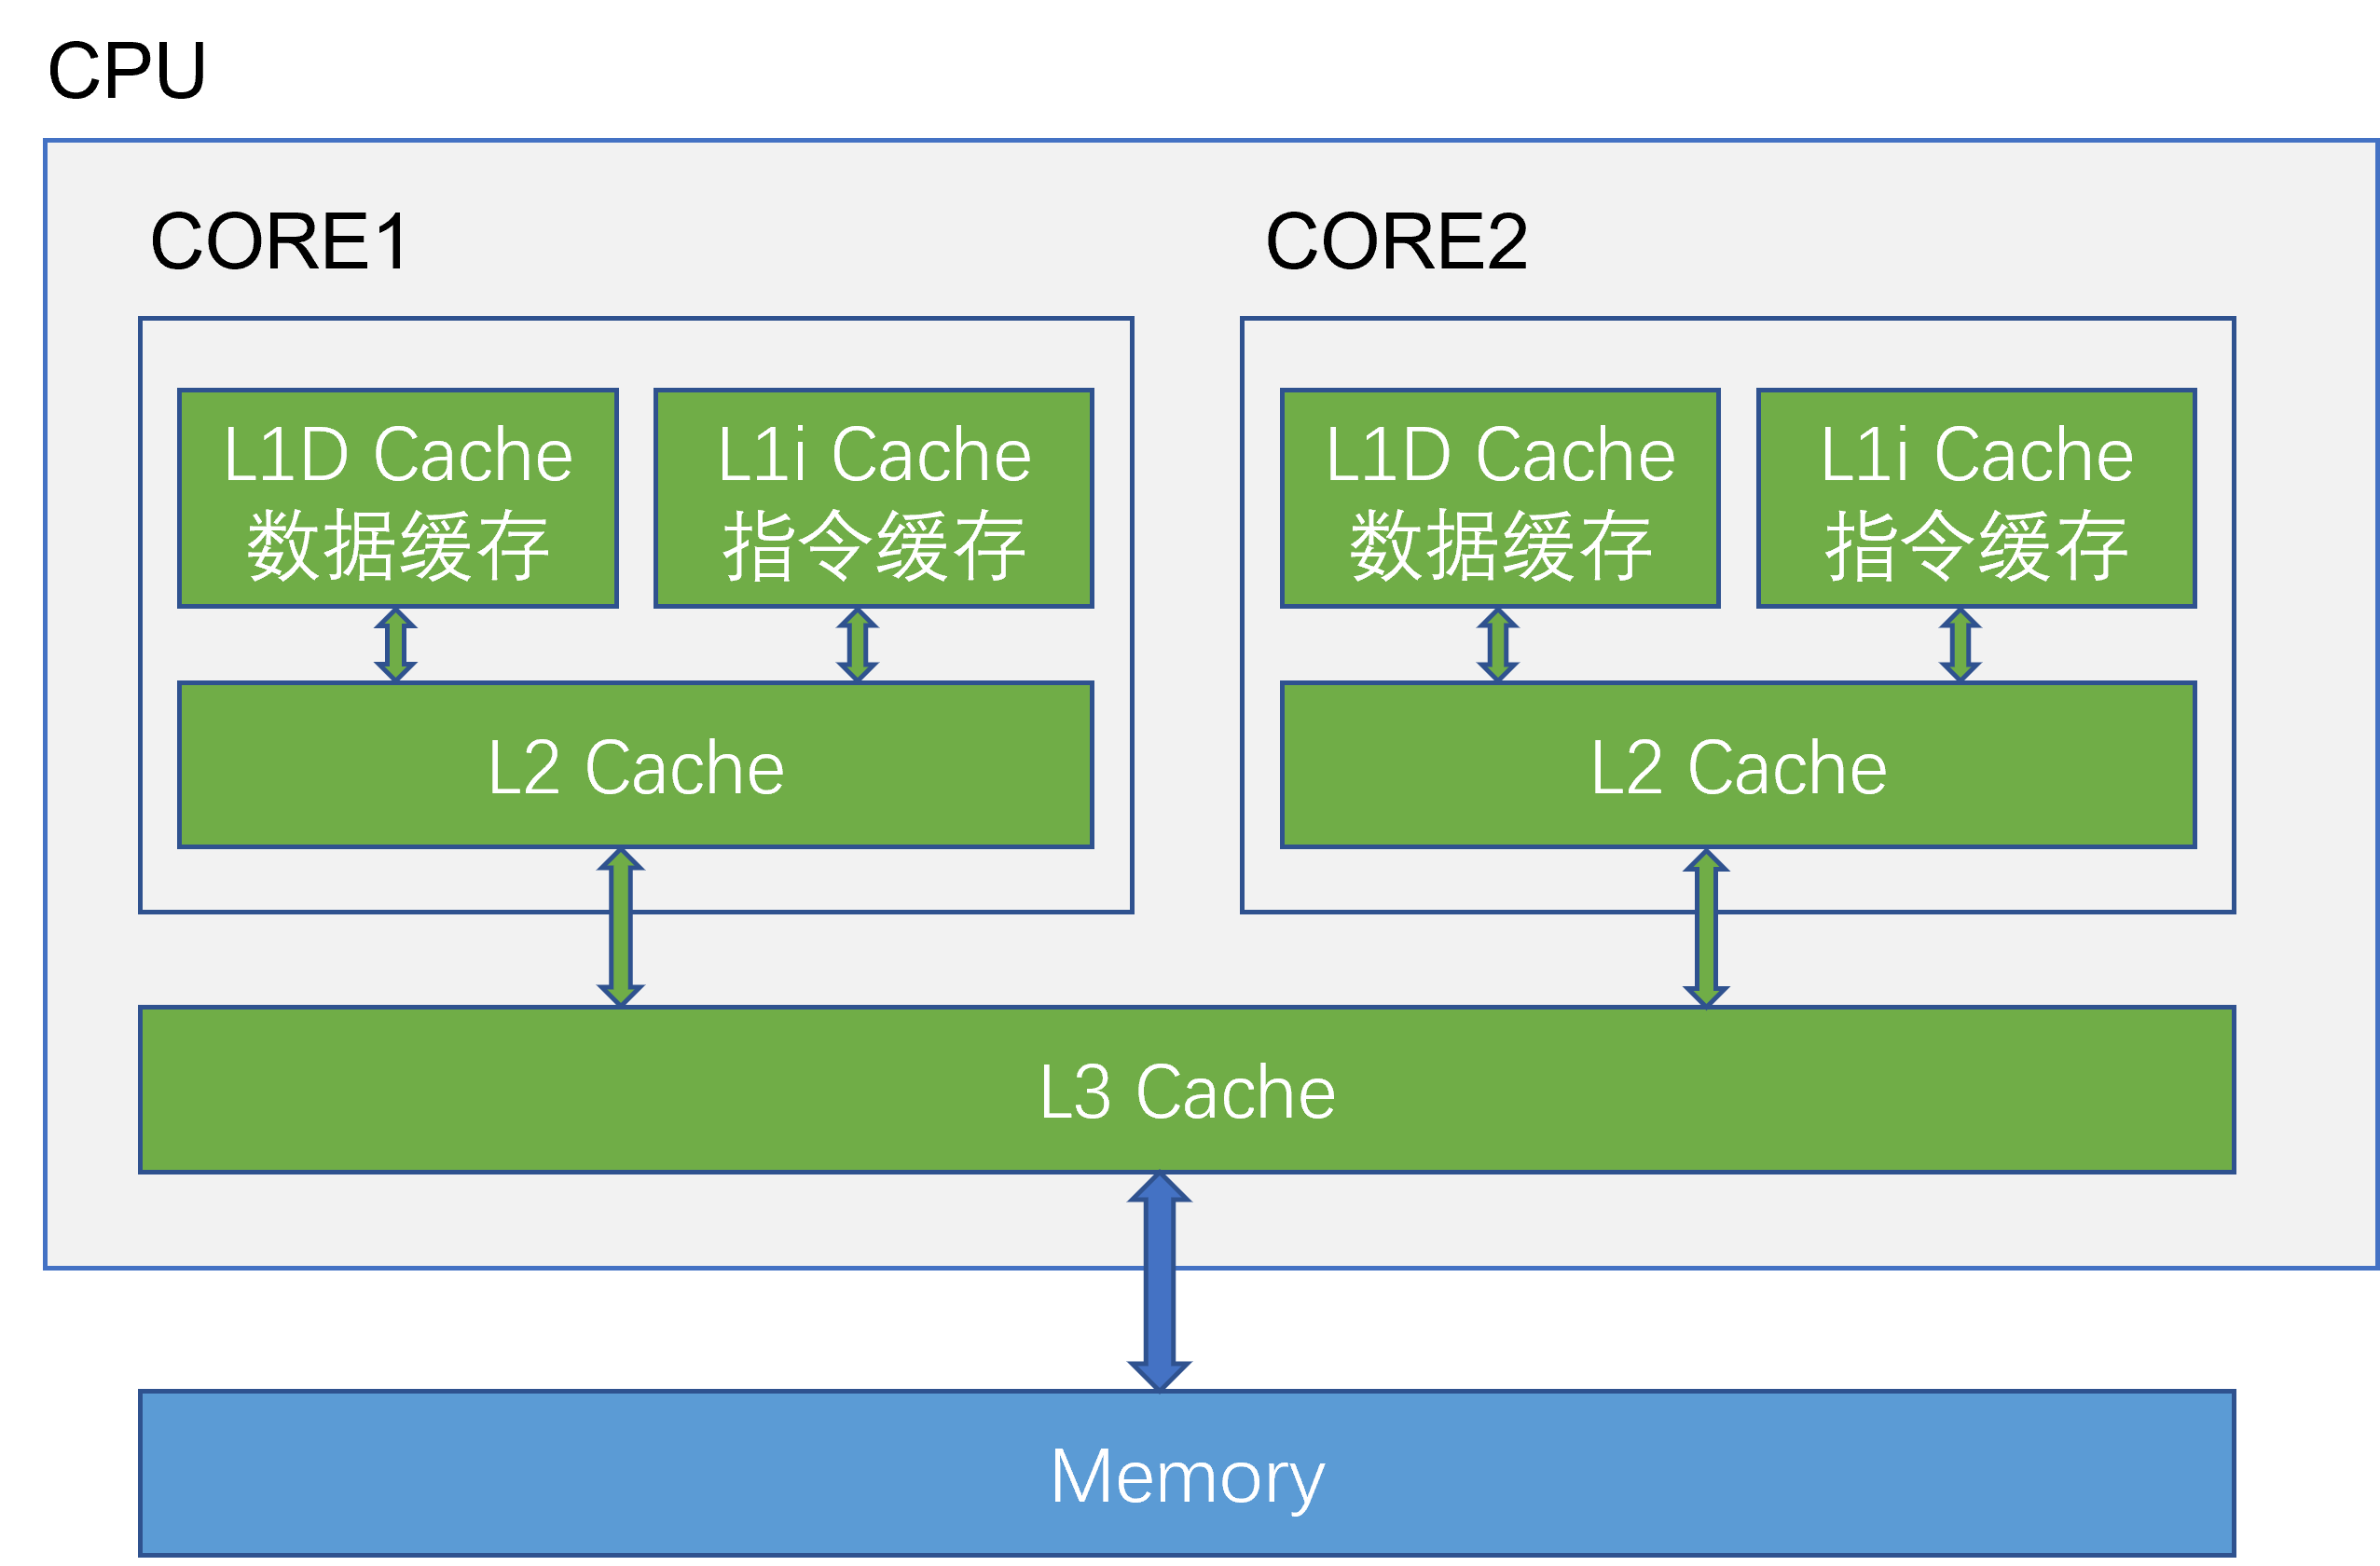 CPU
CORE1
CORE2
L1D Cache
数据缓存
L1i Cache
指令缓存
L1D Cache
数据缓存
L1i Cache
指令缓存
L2 Cache
L2 Cache
L3 Cache
Memory